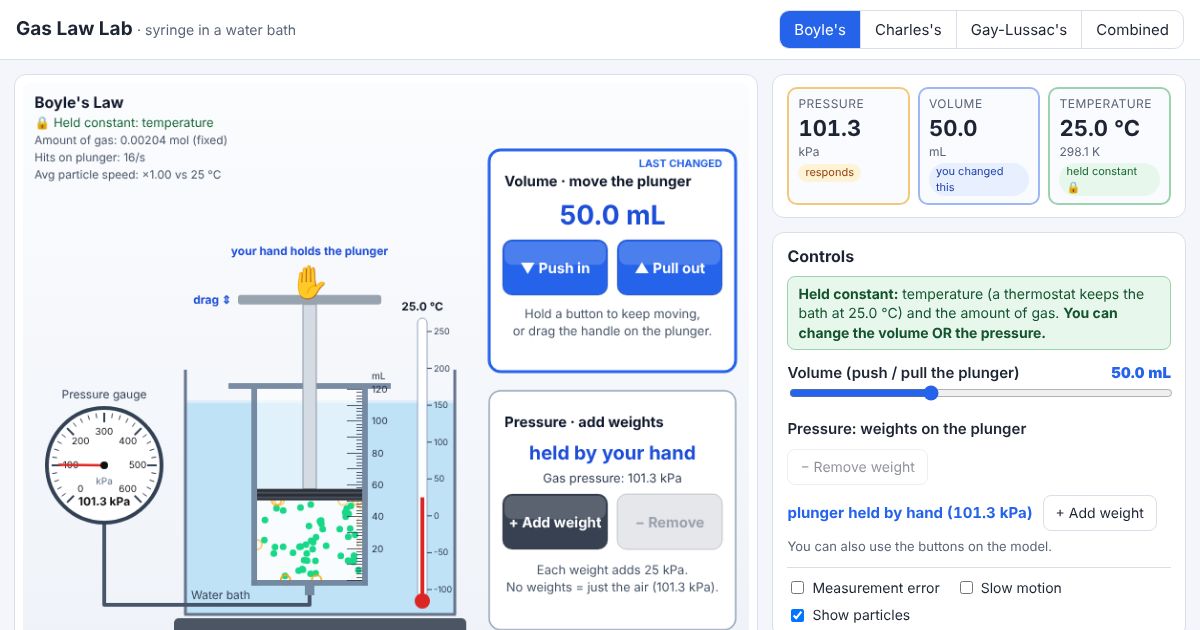 Gas Law Lab · syringe in a water bath
Boyle's
Charles's
Gay-Lussac's
Combined
Boyle's Law
🔒 Held constant: temperature
Amount of gas: 0.00204 mol (fixed)
Hits on plunger: 16/s
Avg particle speed: ×1.00 vs 25 °C
your hand holds the plunger
drag ⇕
25.0 °C
250
200
150
100
50
0
-50
-100
mL
120
100
80
60
40
20
Pressure gauge
0
100
200
300
400
500
600
kPa
101.3 kPa
Water bath
LAST CHANGED
Volume · move the plunger
50.0 mL
▼ Push in
▲ Pull out
Hold a button to keep moving,
or drag the handle on the plunger.
Pressure · add weights
held by your hand
Gas pressure: 101.3 kPa
+ Add weight
− Remove
Each weight adds 25 kPa.
No weights = just the air (101.3 kPa).
PRESSURE
101.3
kPa
responds
VOLUME
50.0
mL
you changed
this
TEMPERATURE
25.0 °C
298.1 K
held constant
🔒
Controls
Held constant: temperature (a thermostat keeps the
bath at 25.0 °C) and the amount of gas. You can
change the volume OR the pressure.
Volume (push / pull the plunger)
50.0 mL
Pressure: weights on the plunger
− Remove weight
plunger held by hand (101.3 kPa)
+ Add weight
You can also use the buttons on the model.
Measurement error
Slow motion
Show particles